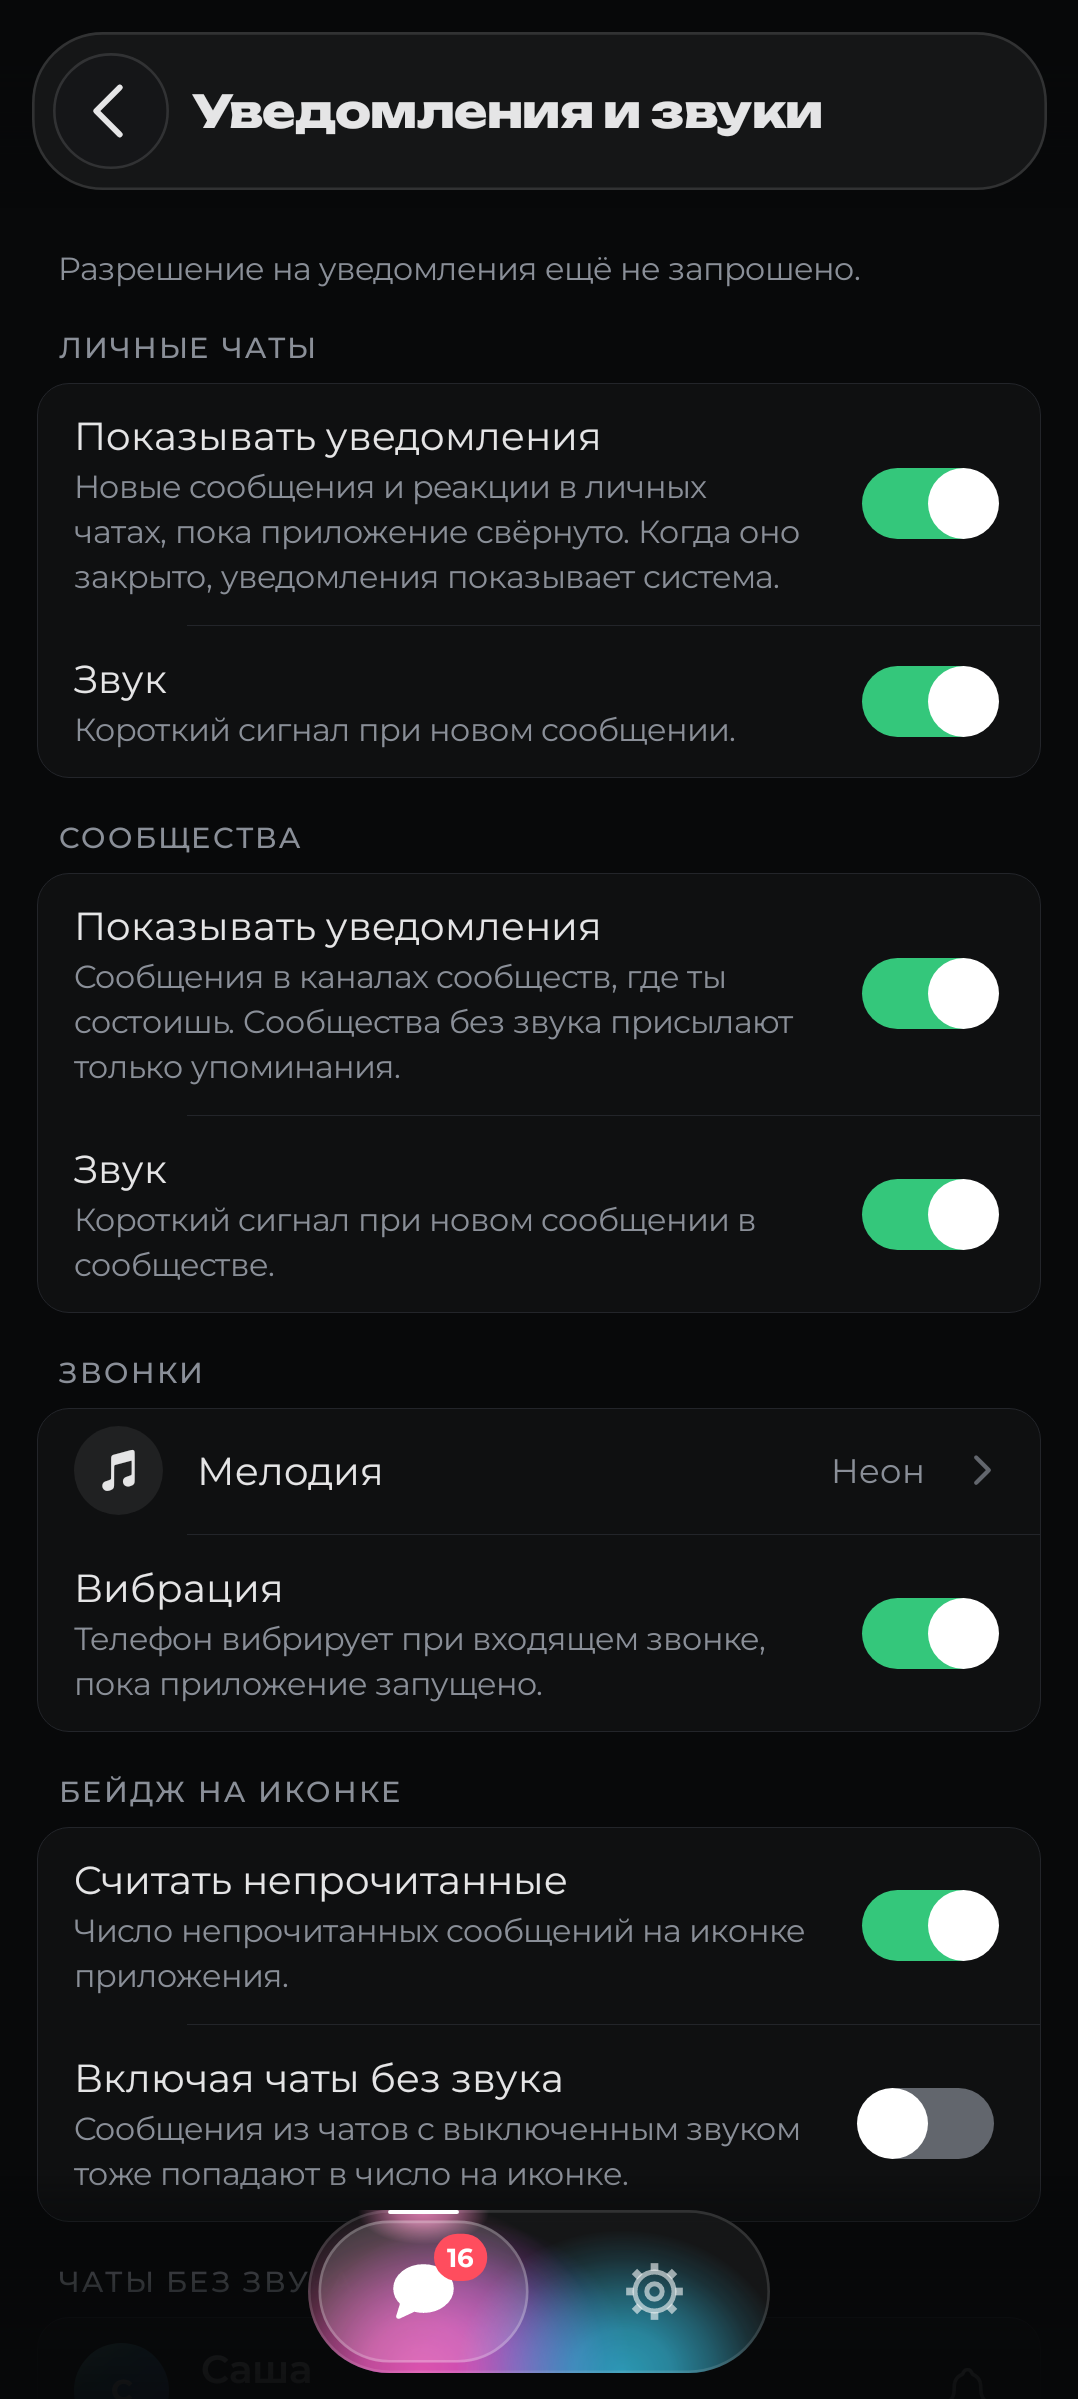 Уведомления и звуки
Разрешение на уведомления ещё не запрошено.
ЛИЧНЫЕ ЧАТЫ
Показывать уведомления
Новые сообщения и реакции в личных
чатах, пока приложение свёрнуто. Когда оно
закрыто, уведомления показывает система.
Звук
Короткий сигнал при новом сообщении.
СООБЩЕСТВА
Показывать уведомления
Сообщения в каналах сообществ, где ты
состоишь. Сообщества без звука присылают
только упоминания.
Звук
Короткий сигнал при новом сообщении в
сообществе.
ЗВОНКИ
Мелодия
Неон
Вибрация
Телефон вибрирует при входящем звонке,
пока приложение запущено.
БЕЙДЖ НА ИКОНКЕ
Считать непрочитанные
Число непрочитанных сообщений на иконке
приложения.
Включая чаты без звука
Сообщения из чатов с выключенным звуком
тоже попадают в число на иконке.
16
ЧАТЫ БЕЗ ЗВУ
Саша